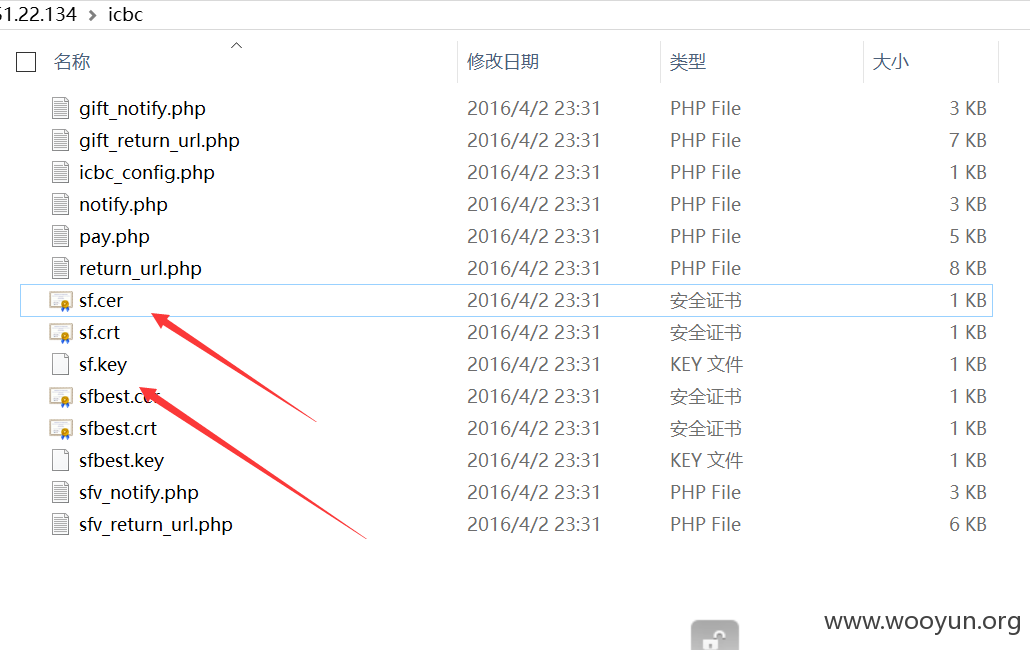 51.22.134 > icbc
名称 修改日期 类型 大小
gift_notify.php 2016/4/2 23:31 PHP File 3 KB
gift_return_url.php 2016/4/2 23:31 PHP File 7 KB
icbc_config.php 2016/4/2 23:31 PHP File 1 KB
notify.php 2016/4/2 23:31 PHP File 3 KB
pay.php 2016/4/2 23:31 PHP File 5 KB
return_url.php 2016/4/2 23:31 PHP File 8 KB
sf.cer 2016/4/2 23:31 安全证书 1 KB
sf.crt 2016/4/2 23:31 安全证书 1 KB
sf.key 2016/4/2 23:31 KEY 文件 1 KB
sfbest.cer 2016/4/2 23:31 安全证书 1 KB
sfbest.crt 2016/4/2 23:31 安全证书 1 KB
sfbest.key 2016/4/2 23:31 KEY 文件 1 KB
sfv_notify.php 2016/4/2 23:31 PHP File 3 KB
sfv_return_url.php 2016/4/2 23:31 PHP File 6 KB
www.wooyun.org